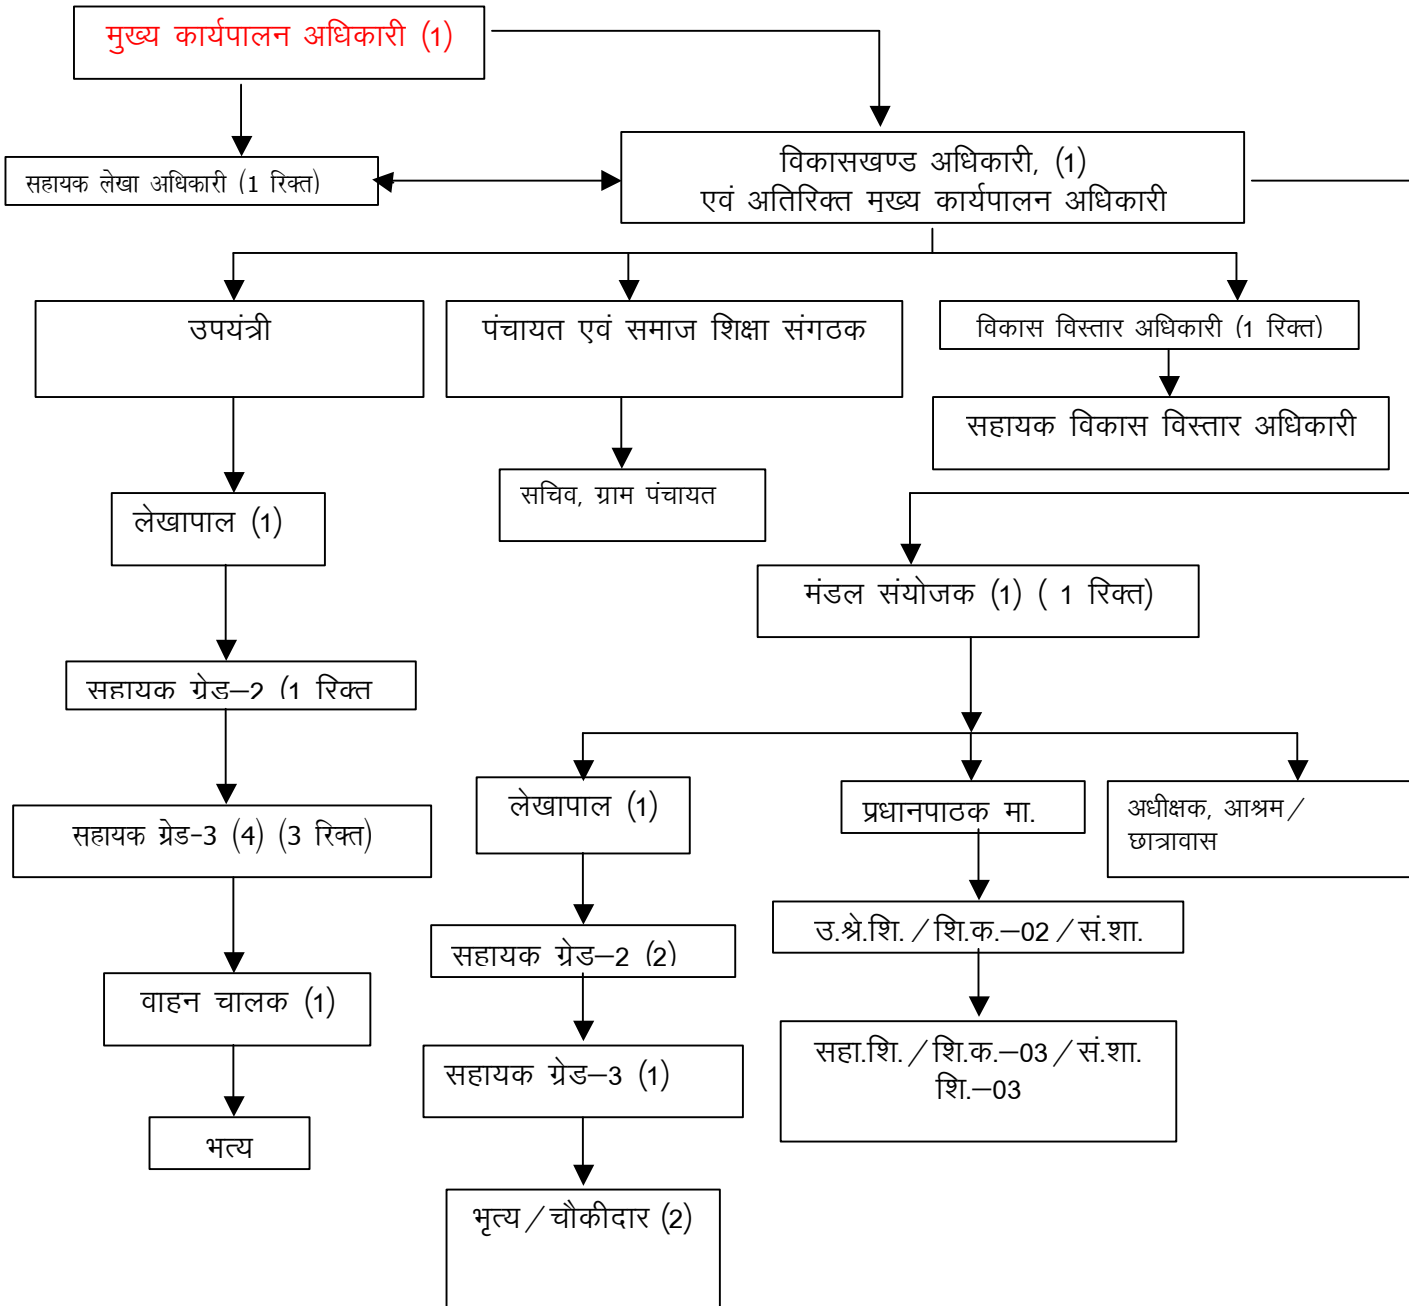 मुख्य कार्यपालन अधिकारी (1)
सहायक लेखा अधिकारी (1 रिक्त)
विकासखण्ड अधिकारी, (1)
एवं अतिरिक्त मुख्य कार्यपालन अधिकारी
उपयंत्री
पंचायत एवं समाज शिक्षा संगठक
विकास विस्तार अधिकारी (1 रिक्त)
सहायक विकास विस्तार अधिकारी
सचिव, ग्राम पंचायत
लेखापाल (1)
मंडल संयोजक (1) ( 1 रिक्त)
सहायक ग्रेड–2 (1 रिक्त
सहायक ग्रेड-3 (4) (3 रिक्त)
लेखापाल (1)
प्रधानपाठक मा.
अधीक्षक, आश्रम/
छात्रावास
उ.श्रे.शि./शि.क.–02/सं.शा.
सहायक ग्रेड–2 (2)
वाहन चालक (1)
सहा.शि./शि.क.–03/सं.शा.
शि.–03
सहायक ग्रेड–3 (1)
भत्य
भृत्य/चौकीदार (2)